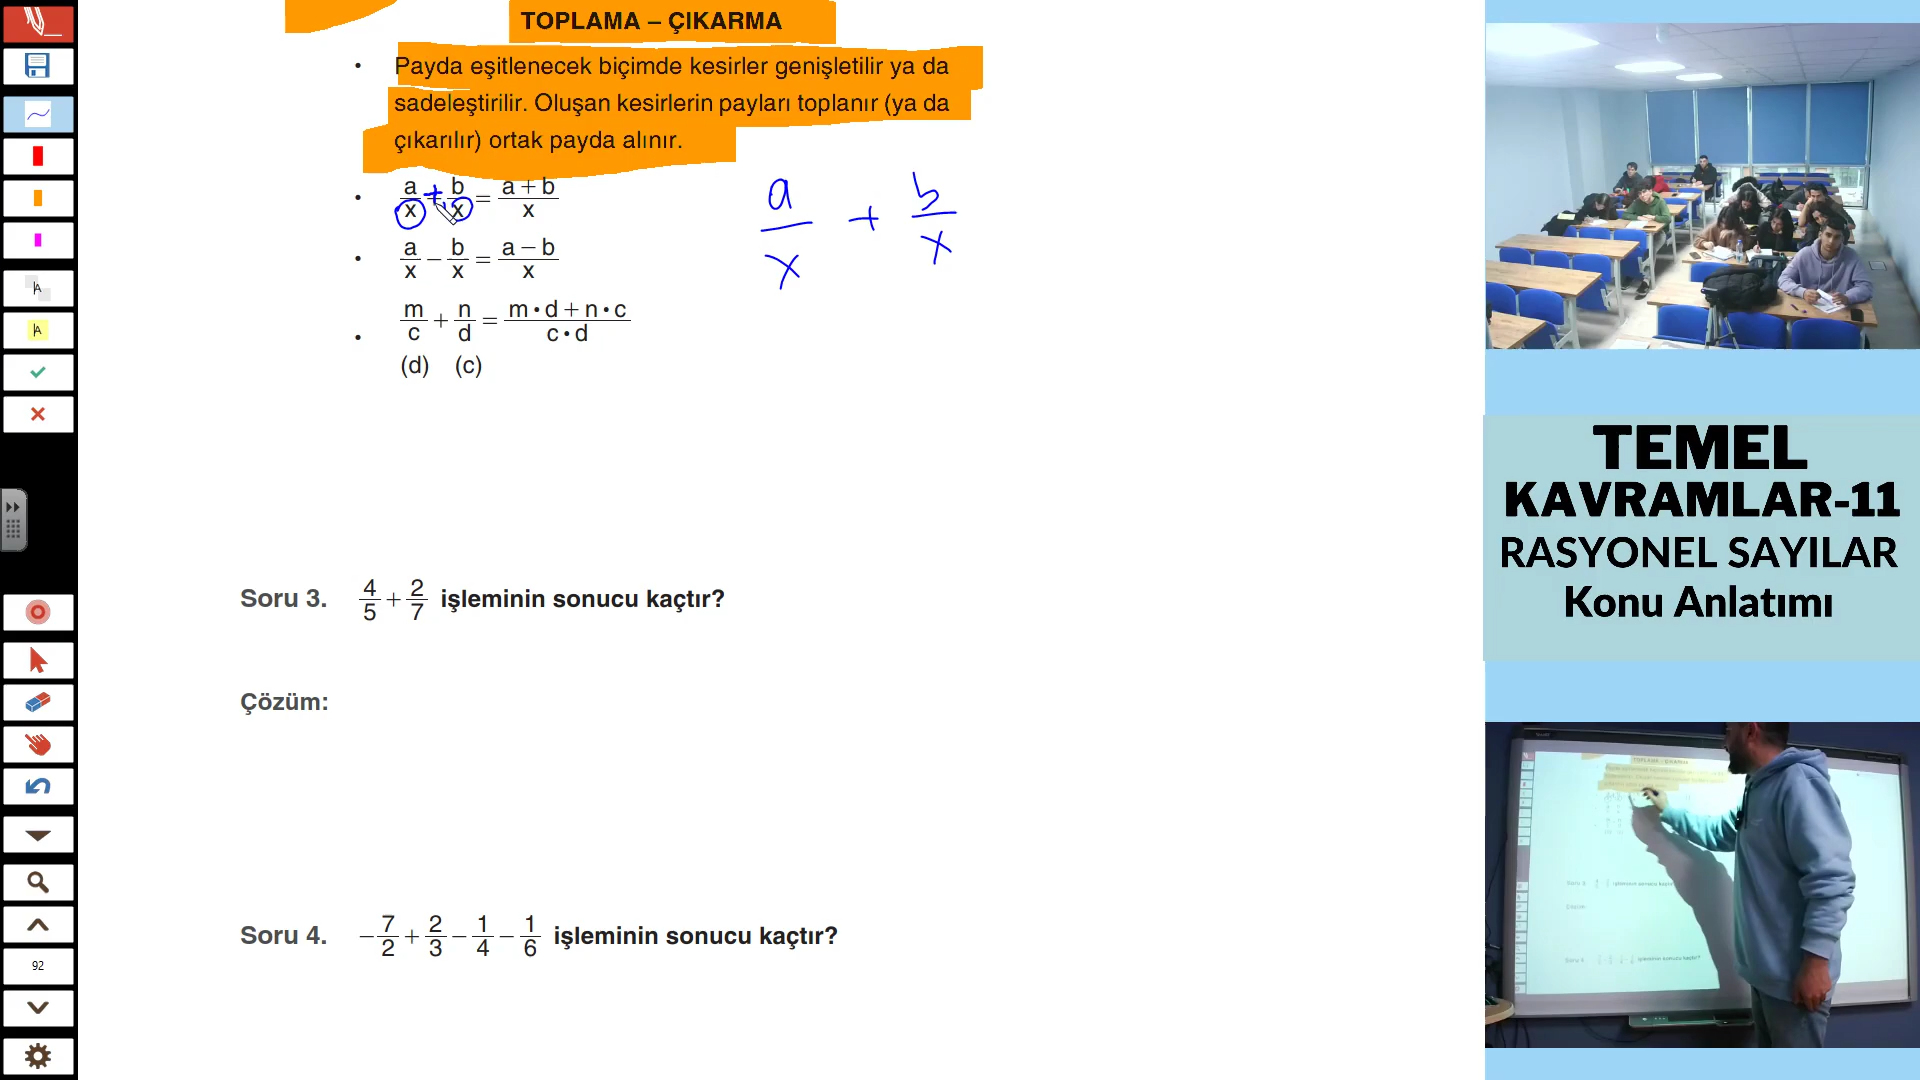 TOPLAMA – ÇIKARMA
• Payda eşitlenecek biçimde kesirler genişletilir ya da
sadeleştirilir. Oluşan kesirlerin payları toplanır (ya da
çıkarılır) ortak payda alınır.
• a/x + b/x = a + b/x
a/x + b/x
• a/x − b/x = a − b/x
• m/c + n/d = m • d + n • c/c • d
(d) (c)
Soru 3. 4/5 + 2/7 işleminin sonucu kaçtır?
Çözüm:
Soru 4. −7/2 + 2/3 − 1/4 − 1/6 işleminin sonucu kaçtır?
92
TEMEL
KAVRAMLAR-11
RASYONEL SAYILAR
Konu Anlatımı